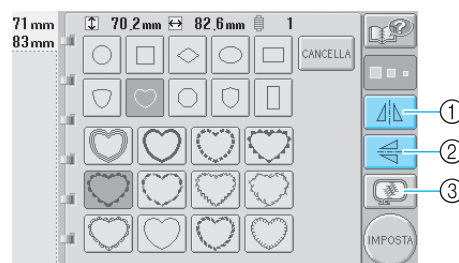 71 mm 70,2 mm 82,6 mm 1
83 mm
CANCELLA
1
2
3
IMPOSTA